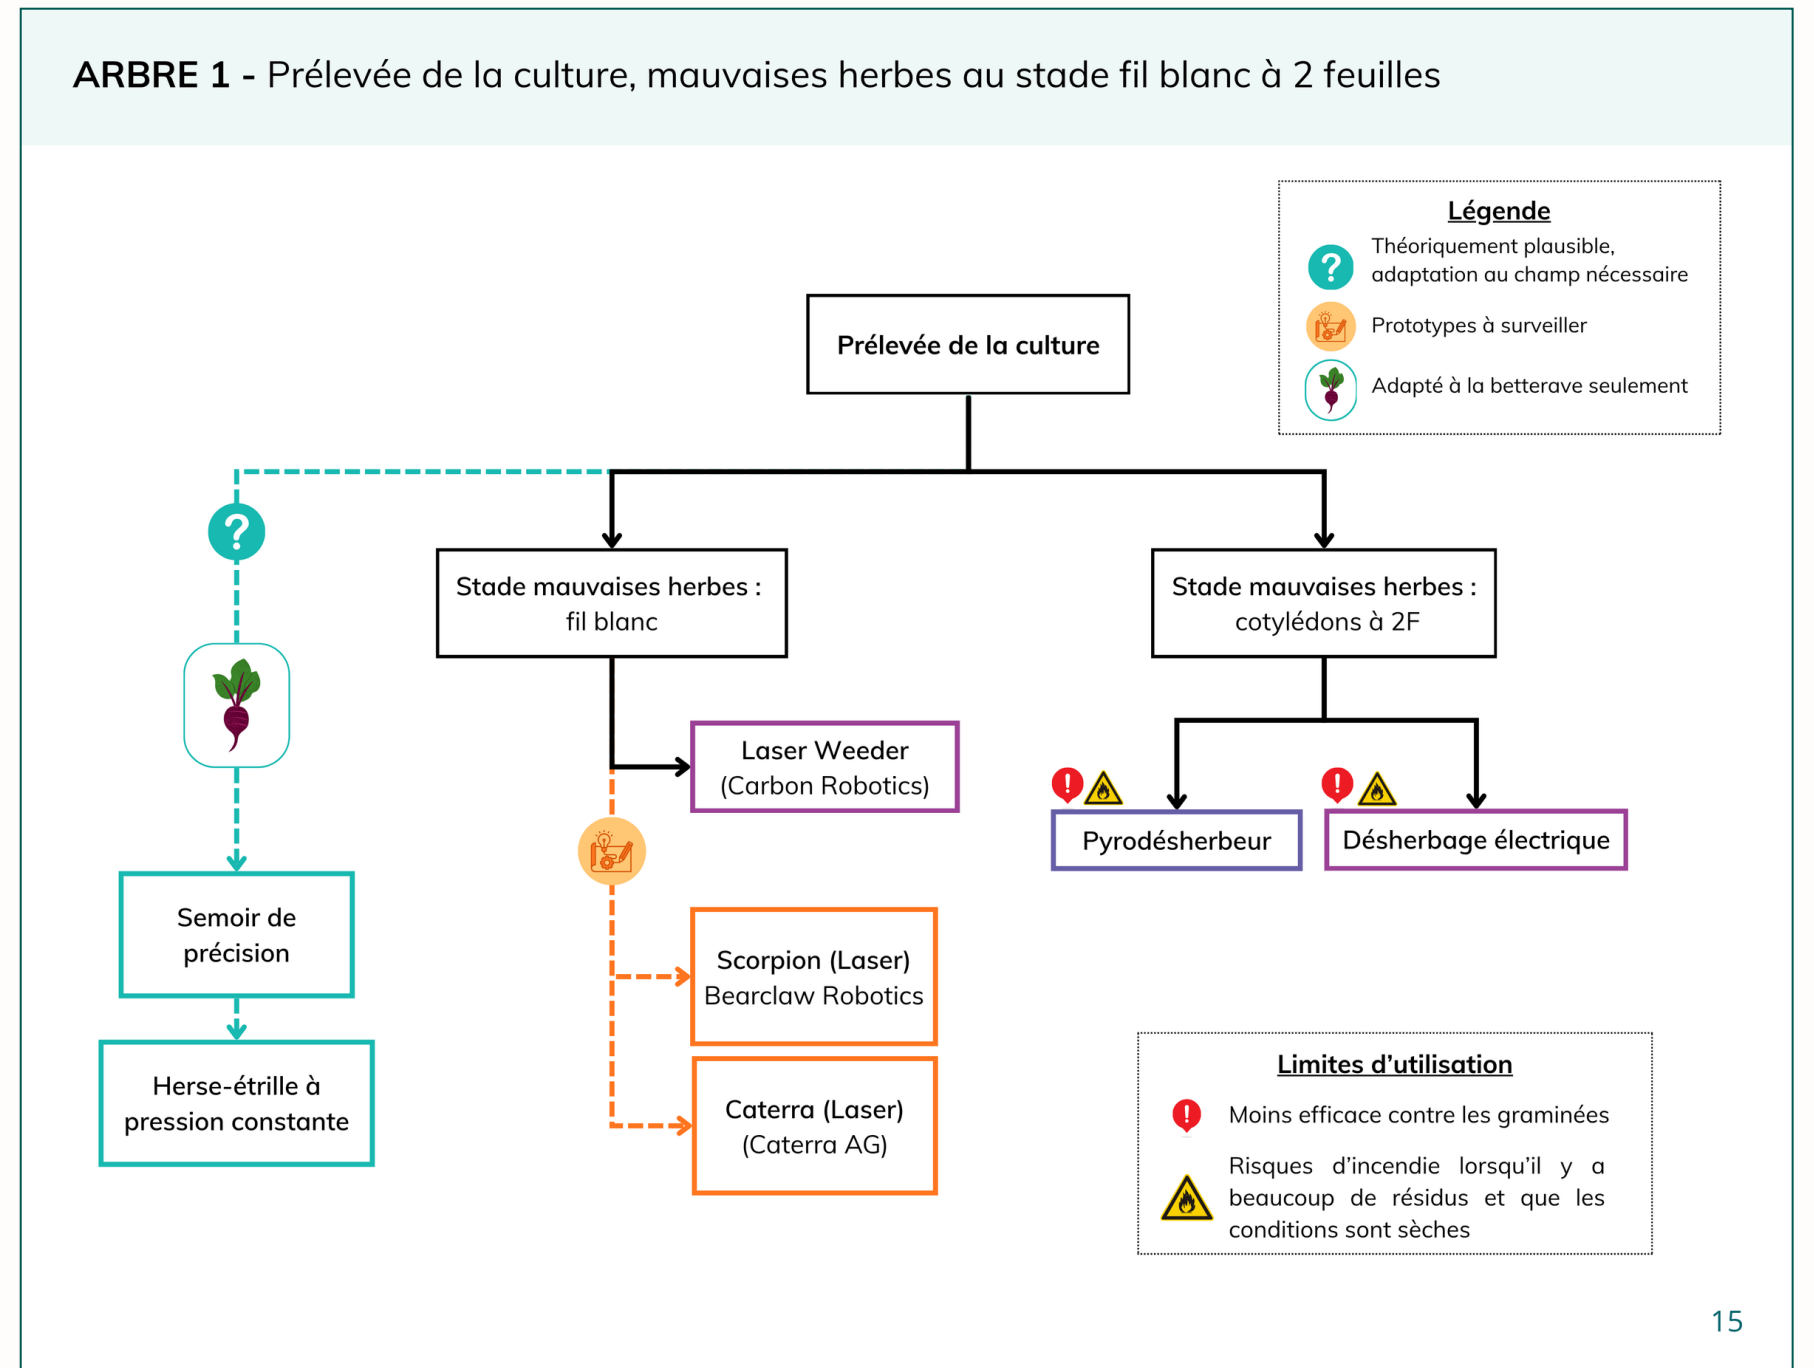 ARBRE 1 - Prélevée de la culture, mauvaises herbes au stade fil blanc à 2 feuilles
Légende
Théoriquement plausible,
adaptation au champ nécessaire
Prototypes à surveiller
Adapté à la betterave seulement
Prélevée de la culture
?
Stade mauvaises herbes :
fil blanc
Stade mauvaises herbes :
cotylédons à 2F
Laser Weeder
(Carbon Robotics)
Pyrodésherbeur
Désherbage électrique
Semoir de
précision
Scorpion (Laser)
Bearclaw Robotics
Herse-étrille à
pression constante
Caterra (Laser)
(Caterra AG)
Limites d’utilisation
Moins efficace contre les graminées
Risques d’incendie lorsqu’il y a
beaucoup de résidus et que les
conditions sont sèches
15